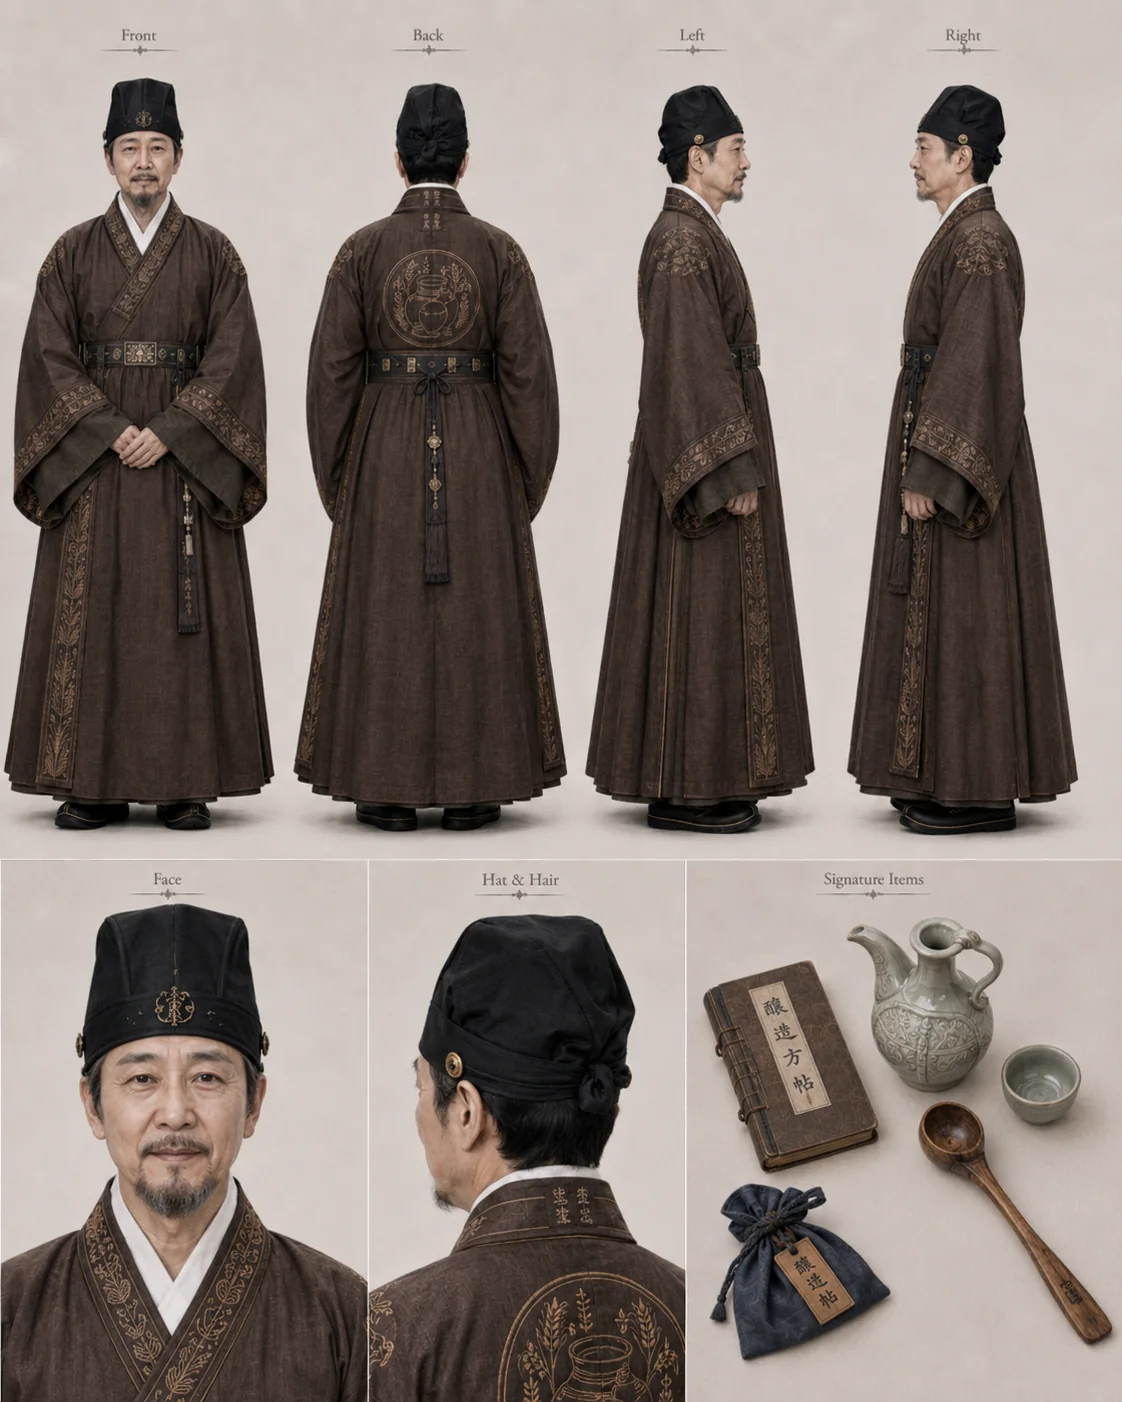 Front
Back
Left
Right
Face
Hat & Hair
Signature Items
醸
造
方
帖
醸
造
帖